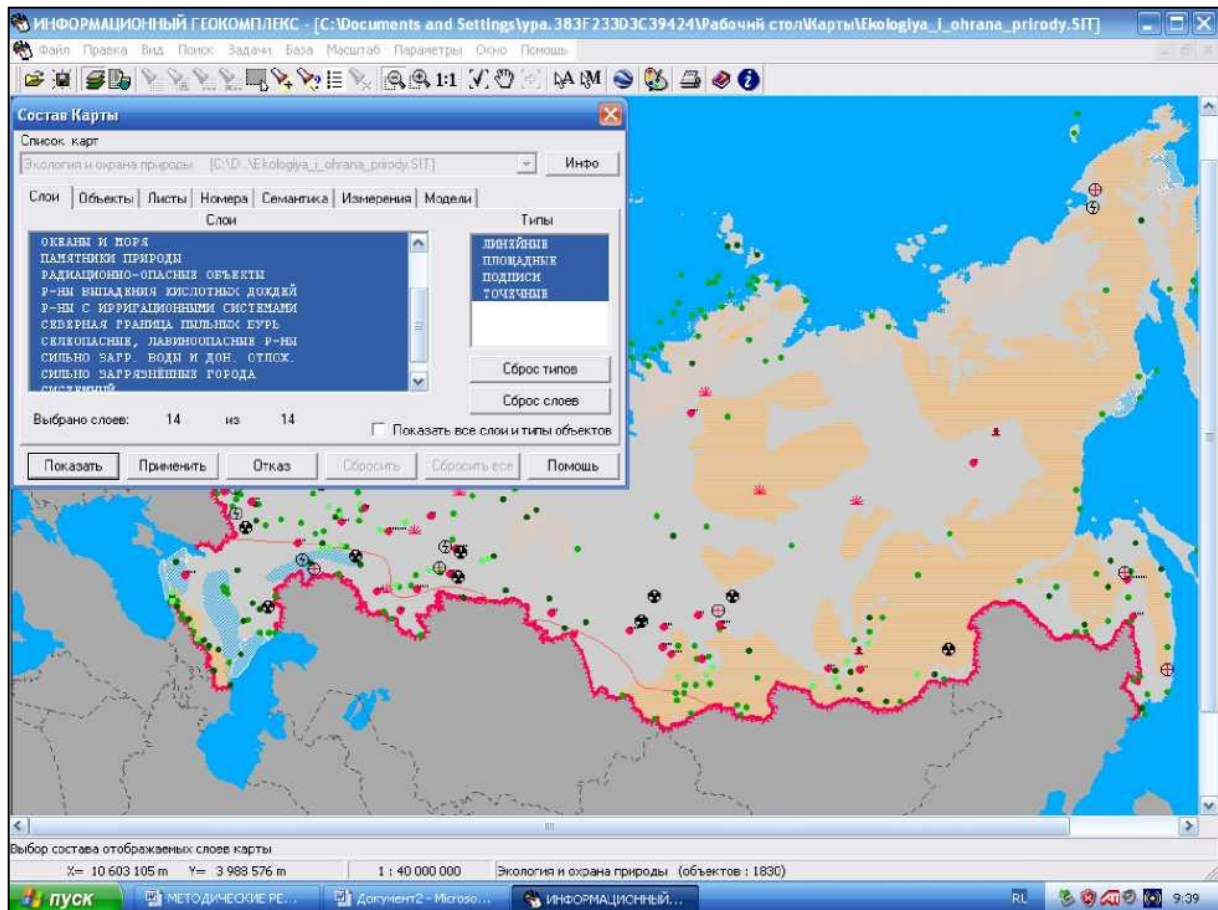 ИНФОРМАЦИОННЫЙ ГЕОКОМПЛЕКС - [C:\Documents and Settings\ypa.383F233D3C39424\Рабочий стол\Карты\Ekologiya_i_ohrana_prirody.SIT]
Файл Правка Вид Поиск Задачи База Масштаб Параметры Окно Помощь
1:1 А М
Состав Карты
Список карт
Экология и охрана природы [C:\D...\Ekologiya_i_ohrana_prirody.SIT] Инфо
Слои Объекты Листы Номера Семантика Измерения Модели
Слои Типы
ОКЕАНЫ И МОРЯ
ПАМЯТНИКИ ПРИРОДЫ
РАДИАЦИОННО-ОПАСНЫЕ ОБЪЕКТЫ
Р-НЫ ВЫПАДЕНИЯ КИСЛОТНЫХ ДОЖДЕЙ
Р-НЫ С ИРРИГАЦИОННЫМИ СИСТЕМАМИ
СЕВЕРНАЯ ГРАНИЦА ПЫЛЬНЫХ БУРЬ
СЕЛЕОПАСНЫЕ, ЛАВИНООПАСНЫЕ Р-НЫ
СИЛЬНО ЗАГР. ВОДЫ И ДОН. ОТЛОЖ.
СИЛЬНО ЗАГРЯЗНЁННЫЕ ГОРОДА
СИСТЕМНЫЙ
ЛИНЕЙНЫЕ
ПЛОЩАДНЫЕ
ПОДПИСИ
ТОЧЕЧНЫЕ
Сброс типов
Сброс слоев
Выбрано слоев: 14 из 14
Показать все слои и типы объектов
Показать Применить Отказ Сбросить Сбросить все Помощь
Выбор состава отображаемых слоев карты
X= 10 603 105 m Y= 3 988 576 m 1 : 40 000 000 Экология и охрана природы (объектов : 1830)
пуск МЕТОДИЧЕСКИЕ РЕ... Документ2 - Microso... ИНФОРМАЦИОННЫЙ... RL 9:39